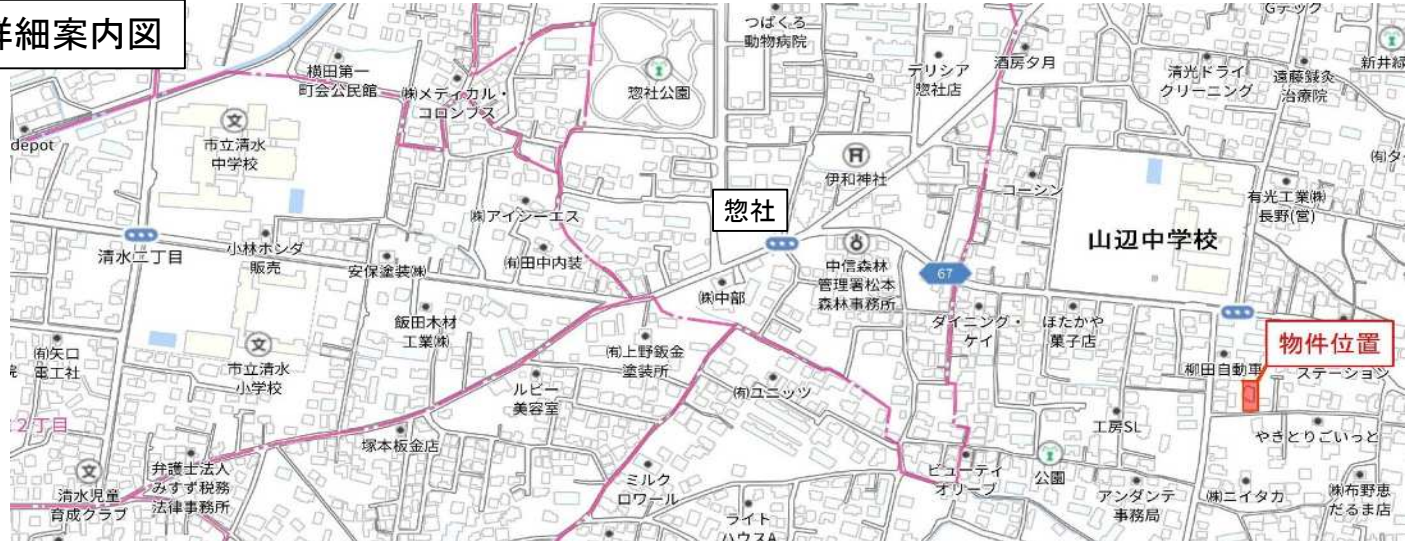 詳細案内図
つばくろ
動物病院
Gテック
横田第一
町会公民館
㈱メディカル・
コロンブス
惣社公園
デリシア
惣社店
酒房夕月
清光ドライ
クリーニング
遠藤鍼灸
治療院
新井緑
depot
市立清水
中学校
伊和神社
コーシン
㈲タ
有光工業㈱
長野(営)
惣社
㈱アイシーエス
山辺中学校
清水二丁目
小林ホンダ
販売
安保塗装㈱
㈲田中内装
中信森林
管理署松本
森林事務所
67
㈱中部
飯田木材
工業㈱
ダイニング・
ケイ
ほたかや
菓子店
物件位置
㈲矢口
電工社
市立清水
小学校
㈲上野鈑金
塗装所
柳田自動車
ステーション
ルビー
美容室
㈲ユニッツ
2丁目
塚本板金店
工房SL
やきとりごいっと
清水児童
育成クラブ
弁護士法人
みすず税務
法律事務所
ミルク
ロワール
ビューティ
オリーブ
公園
アンダンテ
事務局
㈱ニイタカ
㈱布野恵
だるま店
ライト
ハウスA